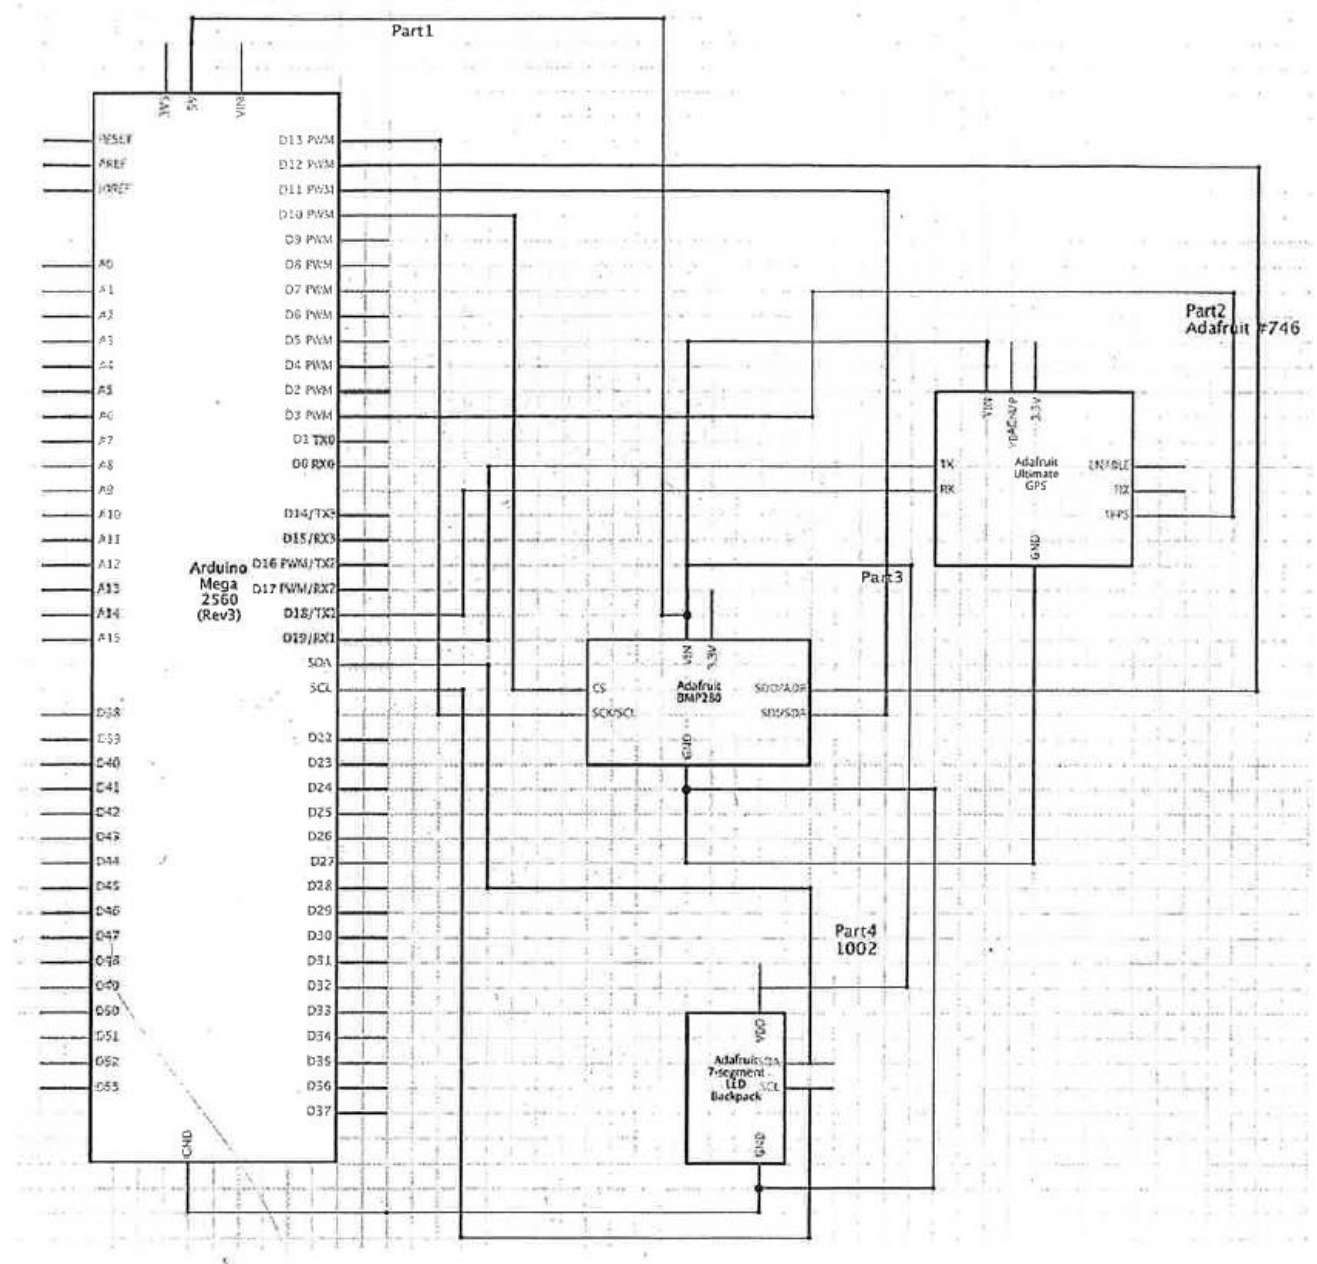 Part1
3V3
5V
VIN
RESET
AREF
IOREF
A0
A1
A2
A3
A4
A5
A6
A7
A8
A9
A10
A11
A12
A13
A14
A15
D38
D39
D40
D41
D42
D43
D44
D45
D46
D47
D48
D49
D50
D51
D52
D53
GND
Arduino
Mega
2560
(Rev3)
D13 PWM
D12 PWM
D11 PWM
D10 PWM
D9 PWM
D8 PWM
D7 PWM
D6 PWM
D5 PWM
D4 PWM
D2 PWM
D3 PWM
D1 TX0
D0 RX0
D14/TX3
D15/RX3
D16 PWM/TX2
D17 PWM/RX2
D18/TX1
D19/RX1
SDA
SCL
D22
D23
D24
D25
D26
D27
D28
D29
D30
D31
D32
D33
D34
D35
D36
D37
Part2
Adafruit #746
VIN
3.3V
TX
RX
Adafruit
Ultimate
GPS
ENABLE
GND
Part3
VIN
3.3V
CS
SCK/SCL
Adafruit
BMP280
SDO/ADR
SDI/SDA
GND
Part4
1002
VDD
Adafruit
7-segment
LED
Backpack
SDA
SCL
GND